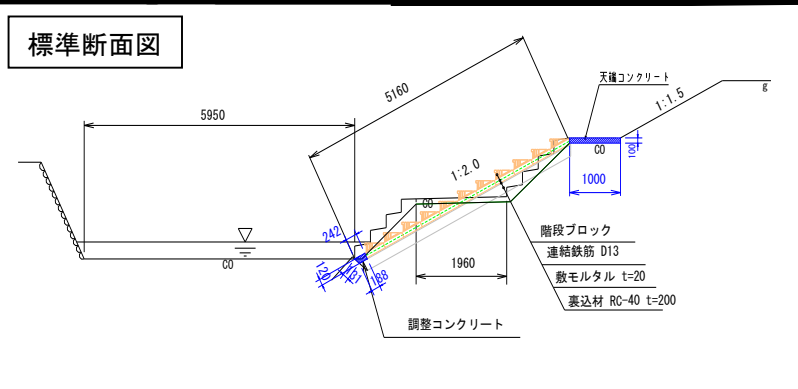 標準断面図
5950
5160
天端コンクリート
1:1.5
g
CO
100
1:2.0
1000
CO
242
階段ブロック
連結鉄筋 D13
敷モルタル t=20
裏込材 RC-40 t=200
CO
120
131
188
1960
調整コンクリート